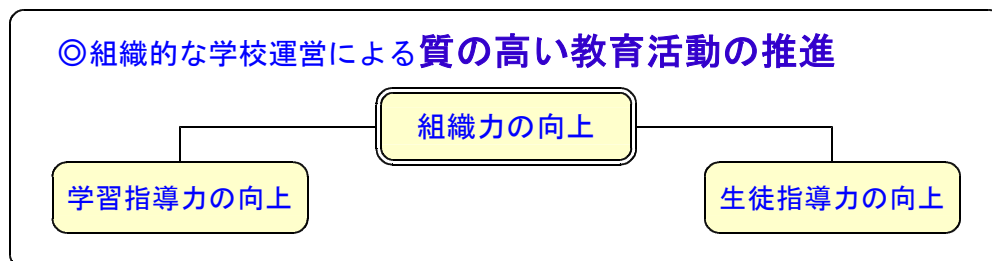 ◎組織的な学校運営による質の高い教育活動の推進
組織力の向上
学習指導力の向上
生徒指導力の向上